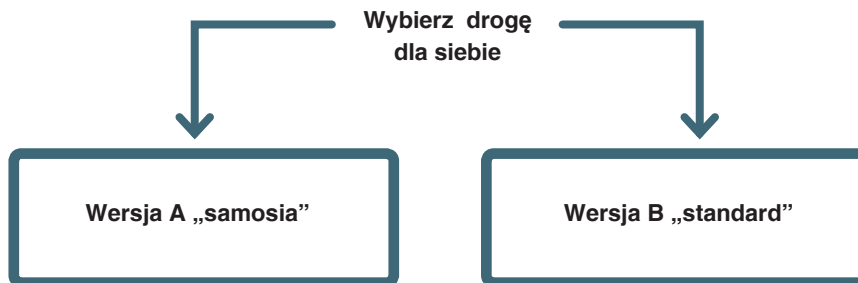 Wybierz drogę
dla siebie
Wersja A „samosia”
Wersja B „standard”